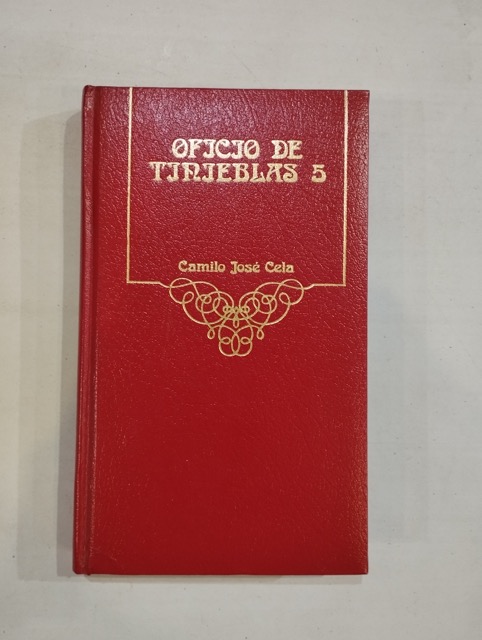 OFICIO DE
TINIEBLAS 5
Camilo José Cela